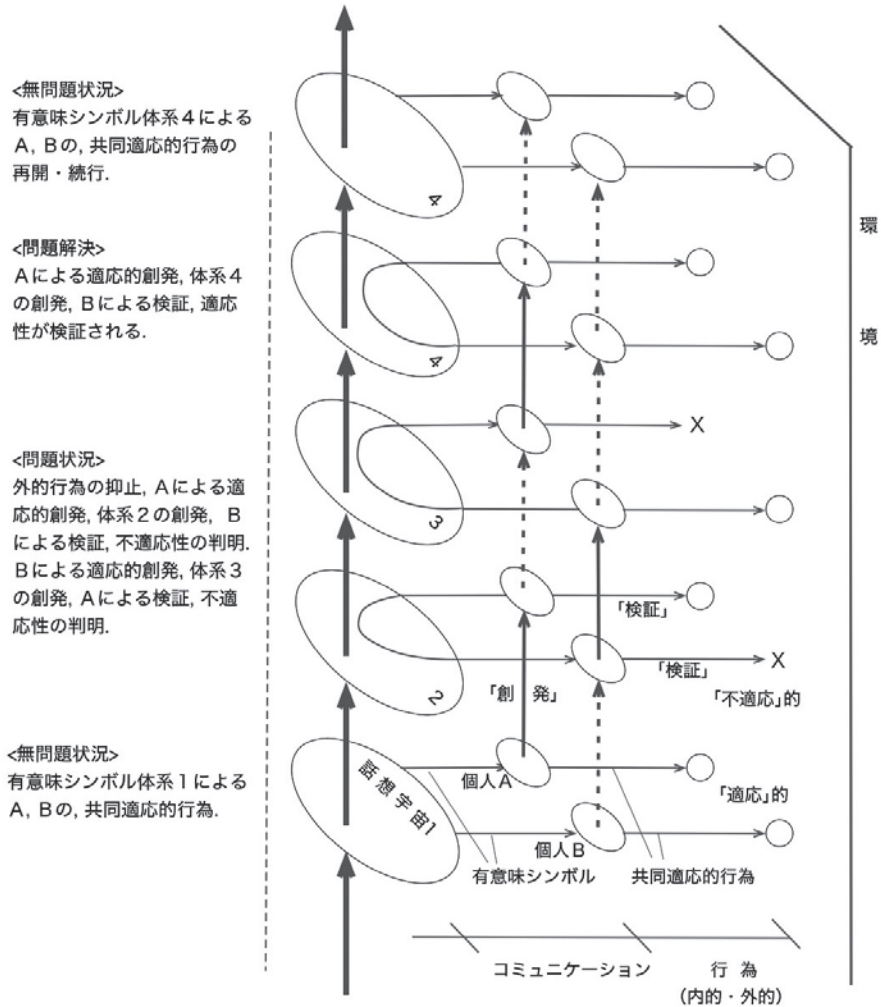 <無問題状況>
有意味シンボル体系4による
A, Bの, 共同適応的行為の
再開・続行.
4
<問題解決>
Aによる適応的創発, 体系4
の創発, Bによる検証, 適応
性が検証される.
4
環
境
X
<問題状況>
外的行為の抑止, Aによる適
応的創発, 体系2の創発, B
による検証, 不適応性の判明.
Bによる適応的創発, 体系3
の創発, Aによる検証, 不適
応性の判明.
3
「検証」
「検証」
X
2
「創 発」
「不適応」的
<無問題状況>
有意味シンボル体系1による
A, Bの, 共同適応的行為.
話想宇宙1
個人A
「適応」的
個人B
有意味シンボル
共同適応的行為
コミュニケーション
行 為
(内的・外的)